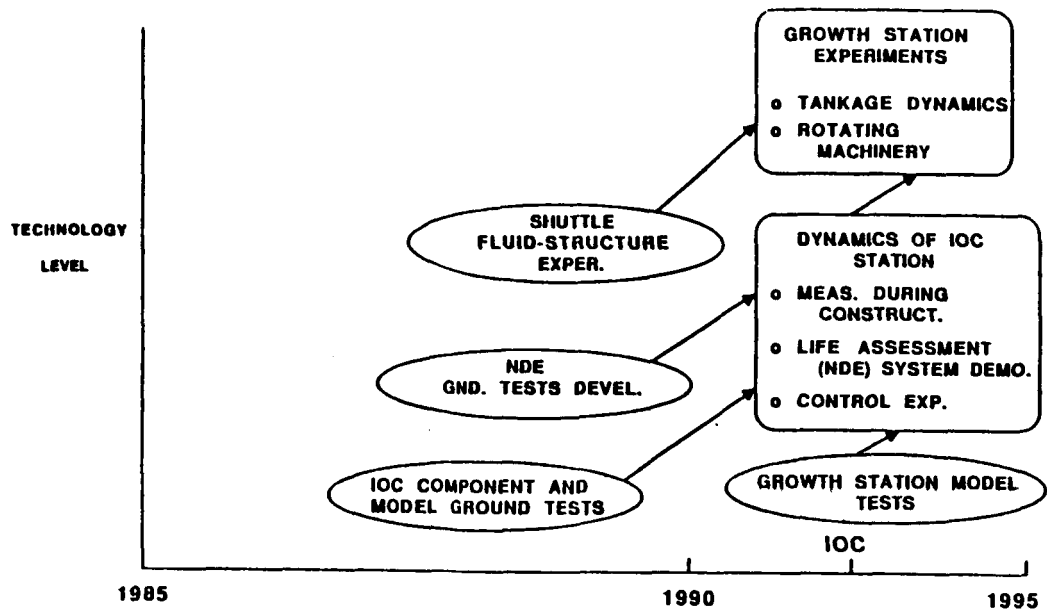 GROWTH STATION
EXPERIMENTS
o TANKAGE DYNAMICS
o ROTATING
MACHINERY
TECHNOLOGY
LEVEL
SHUTTLE
FLUID-STRUCTURE
EXPER.
DYNAMICS OF IOC
STATION
o MEAS. DURING
CONSTRUCT.
o LIFE ASSESSMENT
(NDE) SYSTEM DEMO.
o CONTROL EXP.
NDE
GND. TESTS DEVEL.
IOC COMPONENT AND
MODEL GROUND TESTS
GROWTH STATION MODEL
TESTS
IOC
1985
1990
1995